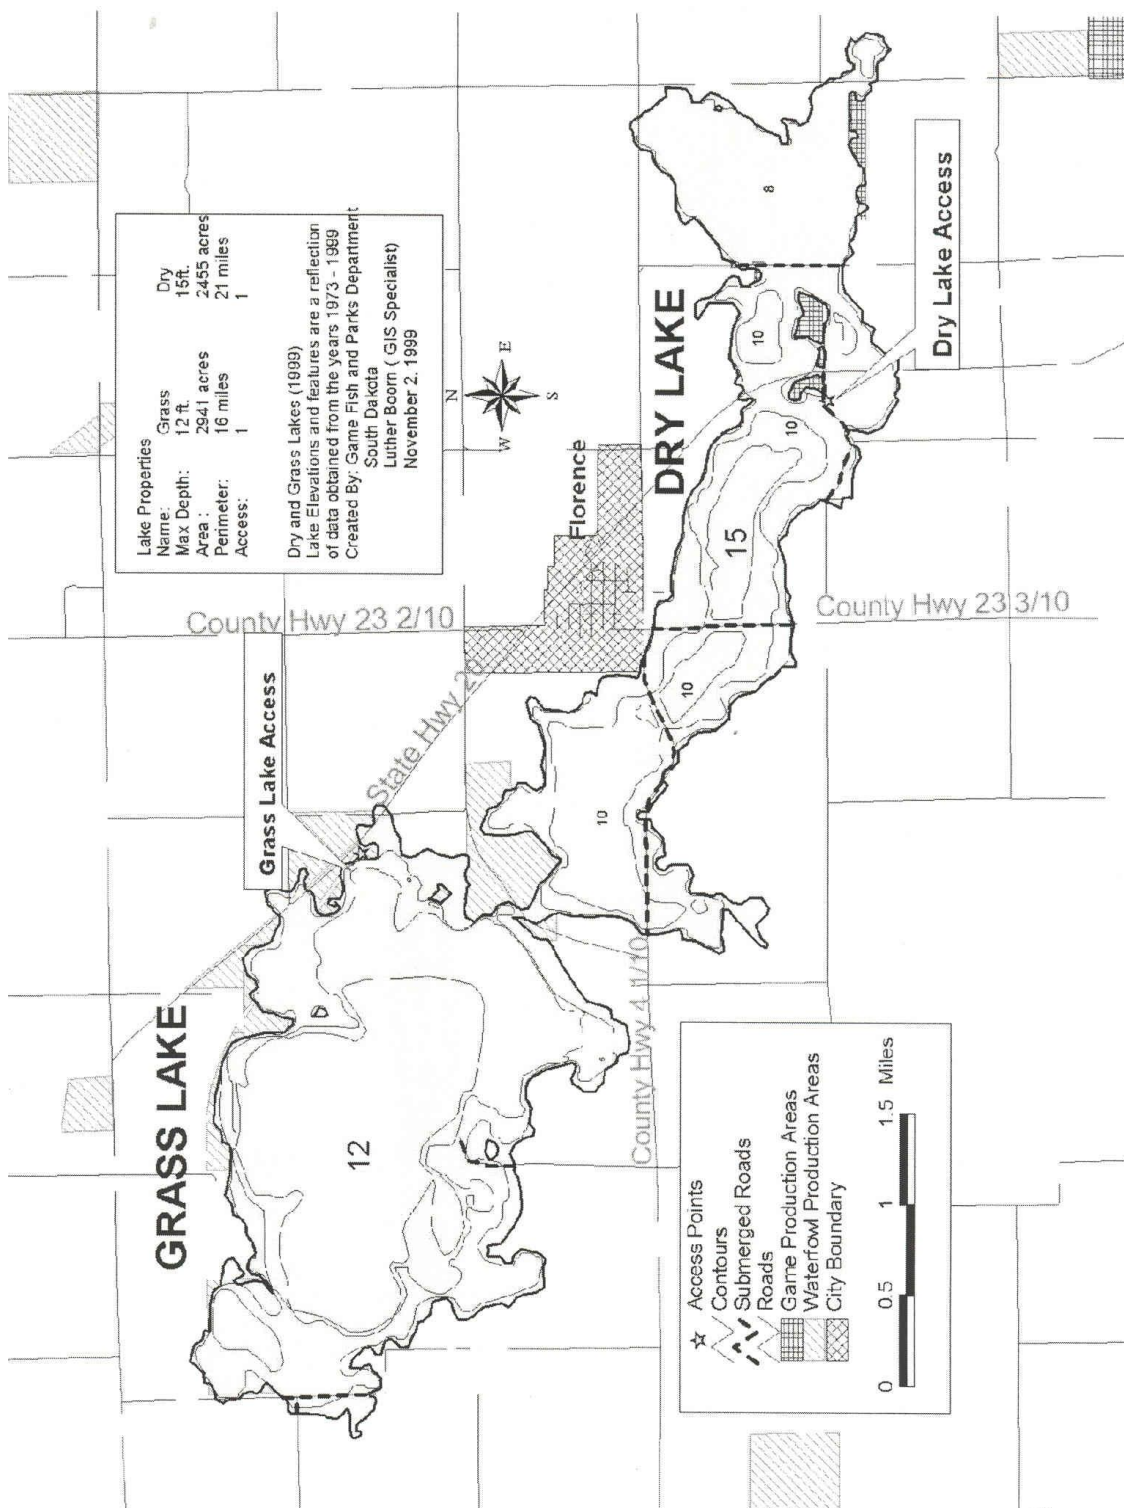 GRASS LAKE
Grass Lake Access
State Hwy 20
County Hwy 23 2/10
Lake Properties
Name: Grass Dry
Max Depth: 12 ft. 15ft.
Area : 2941 acres 2455 acres
Perimeter: 16 miles 21 miles
Access: 1 1
Dry and Grass Lakes (1999)
Lake Elevations and features are a reflection
of data obtained from the years 1973 - 1999
Created By: Game Fish and Parks Department
South Dakota
Luther Boorn ( GIS Specialist)
November 2, 1999
N
W E
S
12
County Hwy 4 1/10
Florence
DRY LAKE
10
10
15
10
10
8
County Hwy 23 3/10
Dry Lake Access
Access Points
Contours
Submerged Roads
Roads
Game Production Areas
Waterfowl Production Areas
City Boundary
0 0.5 1 1.5 Miles